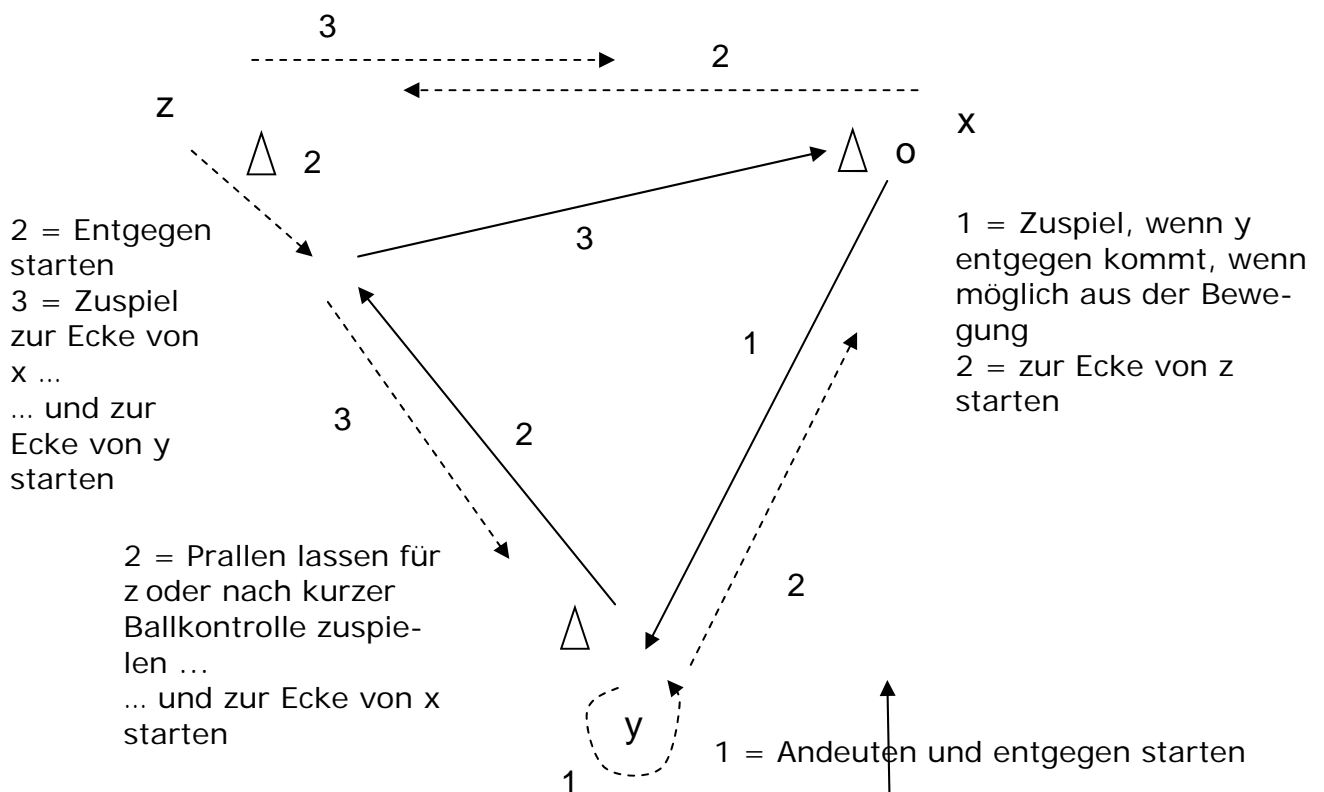 3
2
z
x
2
o
2 = Entgegen
starten
3 = Zuspiel
zur Ecke von
x ...
... und zur
Ecke von y
starten
3
1 = Zuspiel, wenn y
entgegen kommt, wenn
möglich aus der Bewe-
gung
2 = zur Ecke von z
starten
1
3
2
2
2 = Prallen lassen für
z oder nach kurzer
Ballkontrolle zuspie-
len ...
... und zur Ecke von x
starten
y
1 = Andeuten und entgegen starten
1